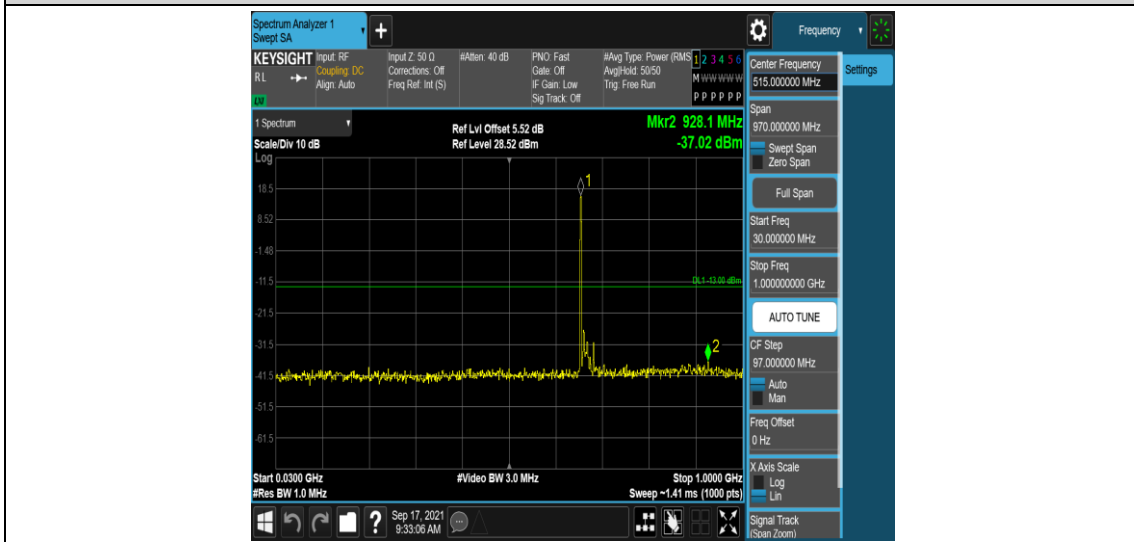 Spectrum Analyzer 1
Swept SA
+
Frequency
KEYSIGHT
RL
LXI
Input: RF
Coupling: DC
Align: Auto
Input Z: 50 Ω
Corrections: Off
Freq Ref: Int (S)
#Atten: 40 dB
PNO: Fast
Gate: Off
IF Gain: Low
Sig Track: Off
#Avg Type: Power (RMS
Avg|Hold: 50/50
Trig: Free Run
1 2 3 4 5 6
M W W W W W
P P P P P P
1 Spectrum
Scale/Div 10 dB
Ref Lvl Offset 5.52 dB
Ref Level 28.52 dBm
Mkr2 928.1 MHz
-37.02 dBm
Log
18.5
8.52
-1.48
-11.5
-21.5
-31.5
-41.5
-51.5
-61.5
1
DL1 -13.00 dBm
2
Start 0.0300 GHz
#Res BW 1.0 MHz
#Video BW 3.0 MHz
Stop 1.0000 GHz
Sweep ~1.41 ms (1000 pts)
?
Sep 17, 2021
9:33:06 AM
Center Frequency
515.000000 MHz
Settings
Span
970.000000 MHz
Swept Span
Zero Span
Full Span
Start Freq
30.000000 MHz
Stop Freq
1.000000000 GHz
AUTO TUNE
CF Step
97.000000 MHz
Auto
Man
Freq Offset
0 Hz
X Axis Scale
Log
Lin
Signal Track
(Span Zoom)